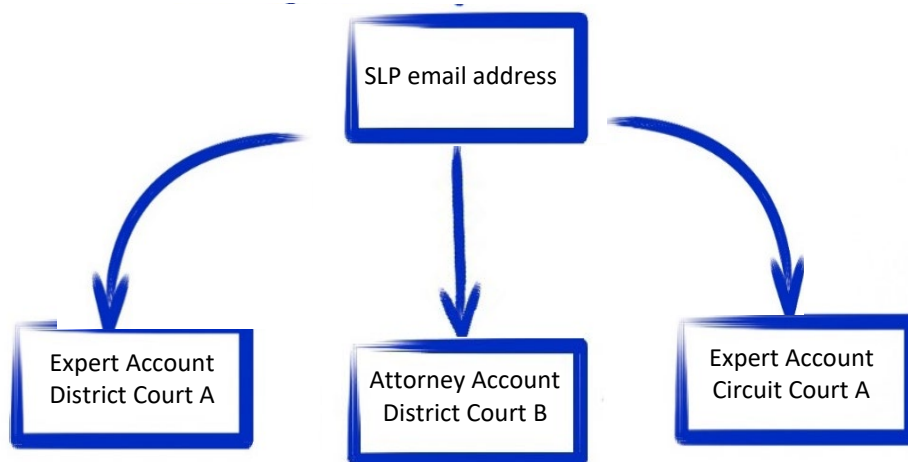 SLP email address
Expert Account
District Court A
Attorney Account
District Court B
Expert Account
Circuit Court A